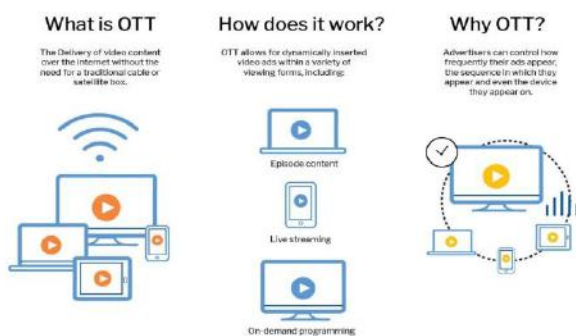 What is OTT
The Delivery of video content
over the internet without the
need for a traditional cable or
satellite box.
How does it work?
OTT allows for dynamically inserted
video ads within a variety of
viewing forms, including:
Episode content
Live streaming
On-demand programming
Why OTT?
Advertisers can control how
frequently their ads appear,
the sequence in which they
appear and even the device
they appear on.